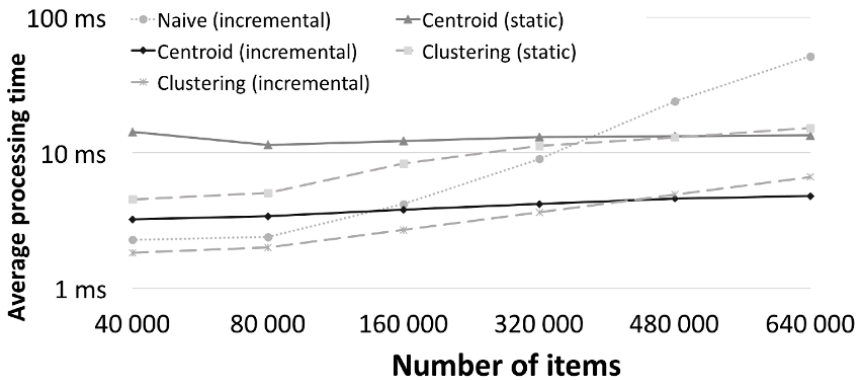 100 ms
Naive (incremental)
Centroid (static)
Centroid (incremental)
Clustering (static)
Clustering (incremental)
Average processing time
10 ms
1 ms
40 000
80 000
160 000
320 000
480 000
640 000
Number of items